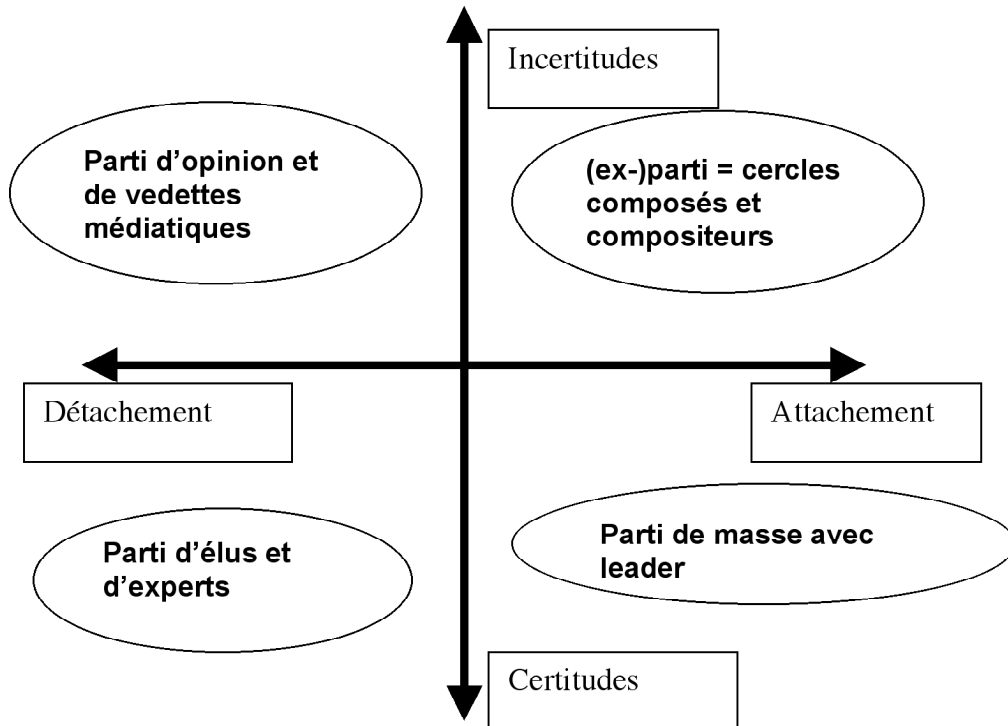 Incertitudes
Parti d’opinion et
de vedettes
médiatiques
(ex-)parti = cercles
composés et
compositeurs
Détachement
Attachement
Parti d’élus et
d’experts
Parti de masse avec
leader
Certitudes